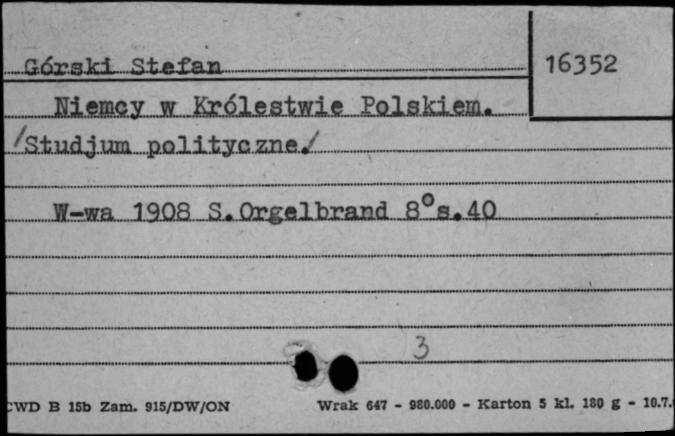 Górski Stefan
16352
Niemcy w Królestwie Polskiem.
/Studjum polityczne/
W-wa 1908 S.Orgelbrand 8° s.40
3
CWD B 15b Zam. 915/DW/ON
Wrak 647 - 980.000 - Karton 5 kl. 180 g - 10.7.